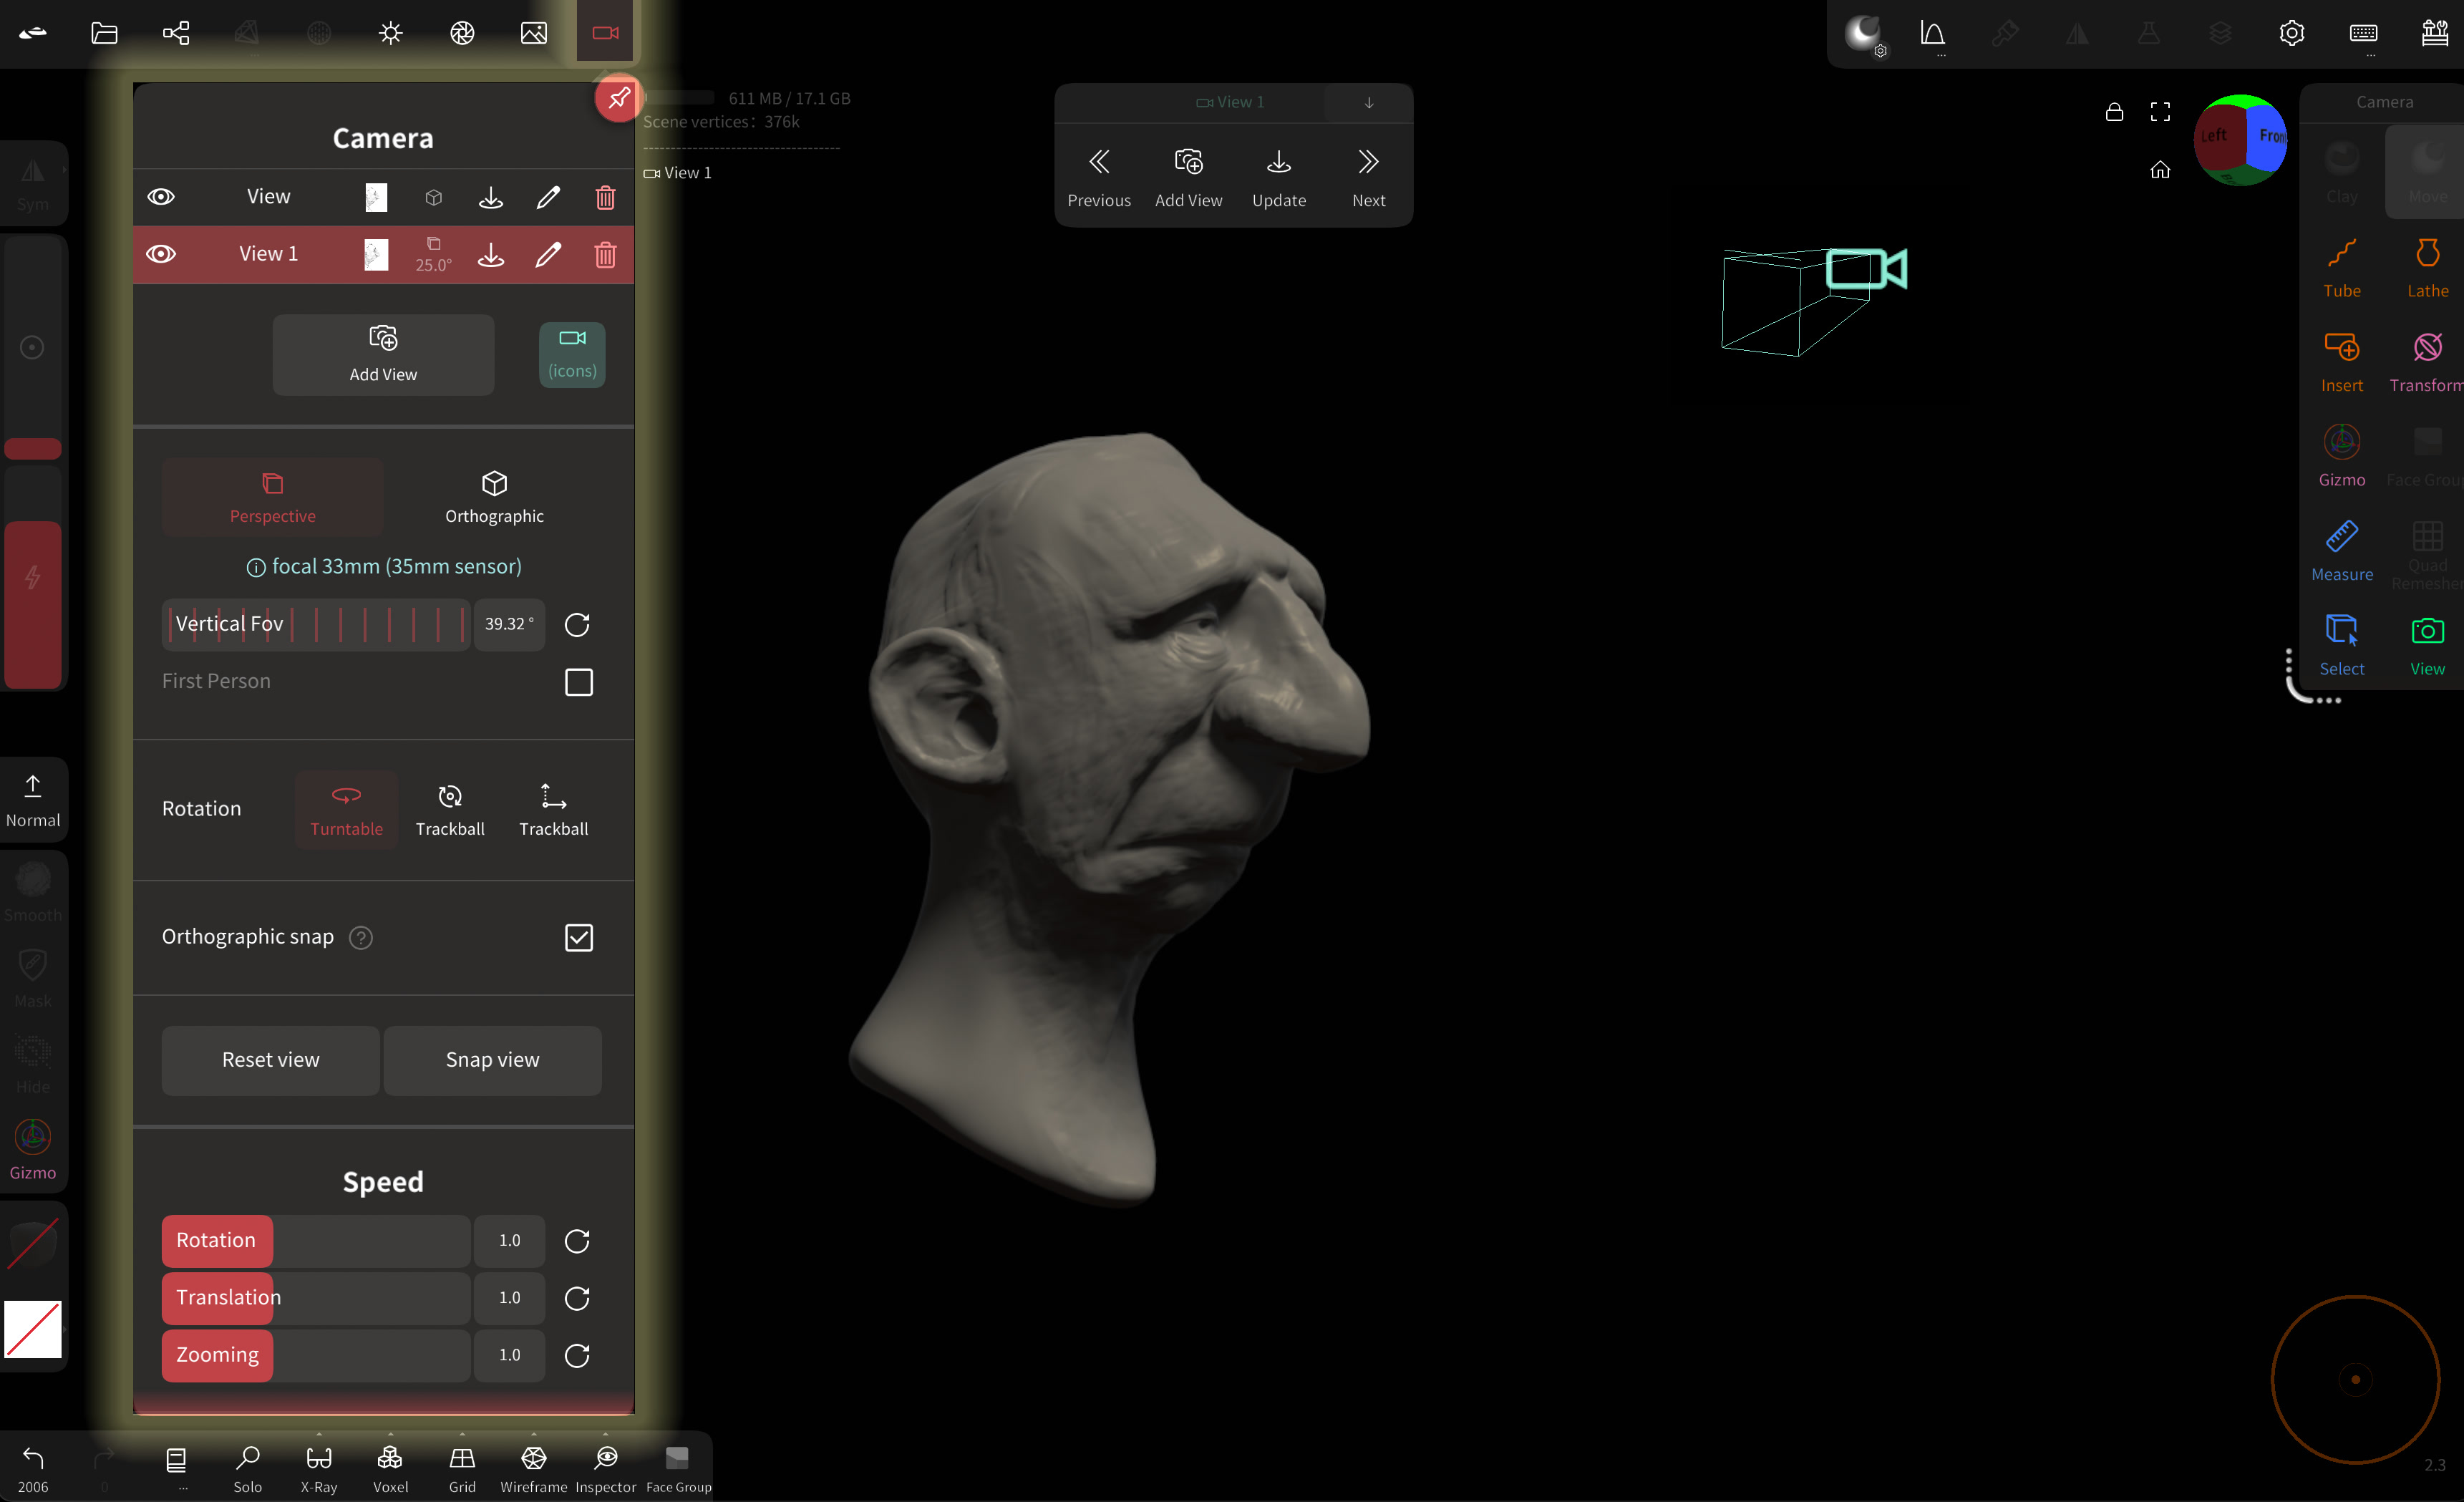 611 MB / 17.1 GB
Scene vertices: 376k
View 1
Camera
View
View 1
25.0°
Add View
(icons)
Perspective
Orthographic
focal 33mm (35mm sensor)
Vertical Fov
39.32 °
First Person
Rotation
Turntable
Trackball
Trackball
Orthographic snap
?
Reset view
Snap view
Speed
Rotation
1.0
Translation
1.0
Zooming
1.0
View 1
Previous
Add View
Update
Next
Left
Fron
Camera
Clay
Move
Tube
Lathe
Insert
Transform
Gizmo
Face Group
Measure
Quad
Remesher
Select
View
Sym
Normal
Smooth
Mask
Hide
Gizmo
2006
0
...
Solo
X-Ray
Voxel
Grid
Wireframe
Inspector
Face Group
2.3